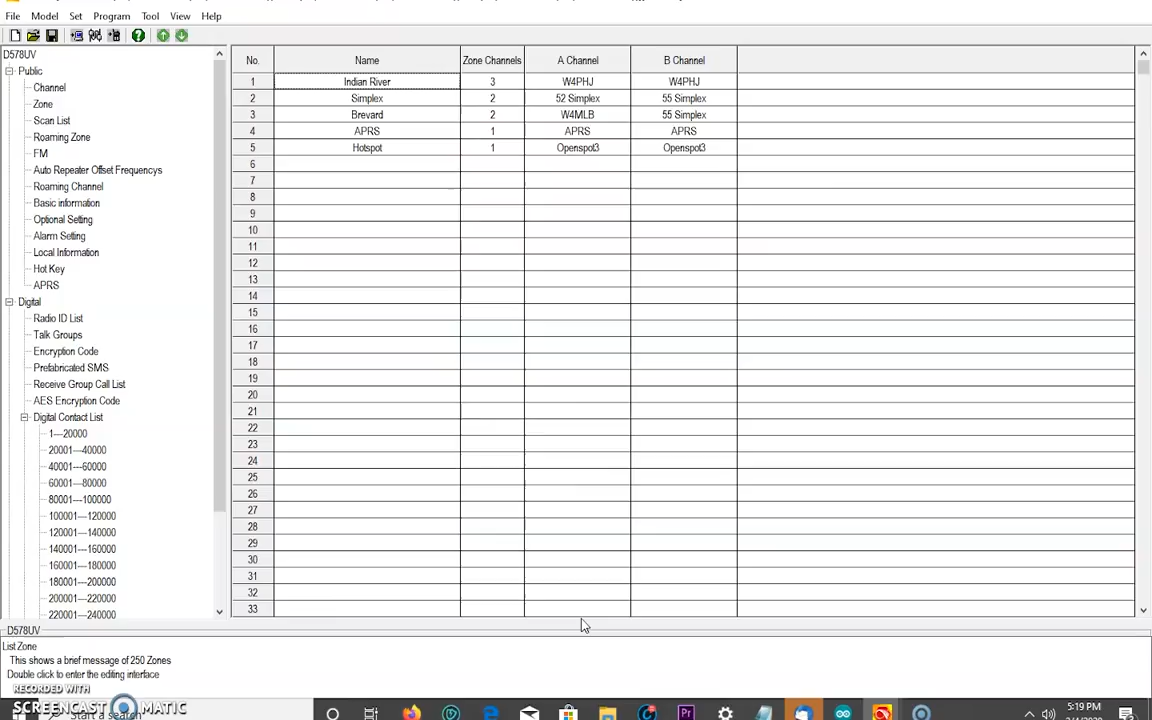 File Model Set Program Tool View Help
D578UV
Public
Channel
Zone
Scan List
Roaming Zone
FM
Auto Repeater Offset Frequencys
Roaming Channel
Basic information
Optional Setting
Alarm Setting
Local Information
Hot Key
APRS
Digital
Radio ID List
Talk Groups
Encryption Code
Prefabricated SMS
Receive Group Call List
AES Encryption Code
Digital Contact List
1---20000
20001---40000
40001---60000
60001---80000
80001---100000
100001---120000
120001---140000
140001---160000
160001---180000
180001---200000
200001---220000
220001---240000
No. Name Zone Channels A Channel B Channel
1 Indian River 3 W4PHJ W4PHJ
2 Simplex 2 52 Simplex 55 Simplex
3 Brevard 2 W4MLB 55 Simplex
4 APRS 1 APRS APRS
5 Hotspot 1 Openspot3 Openspot3
6
7
8
9
10
11
12
13
14
15
16
17
18
19
20
21
22
23
24
25
26
27
28
29
30
31
32
33
D578UV
List Zone
This shows a brief message of 250 Zones
Double click to enter the editing interface
RECORDED WITH
SCREENCAST MATIC
Start a search
Pr
5:19 PM